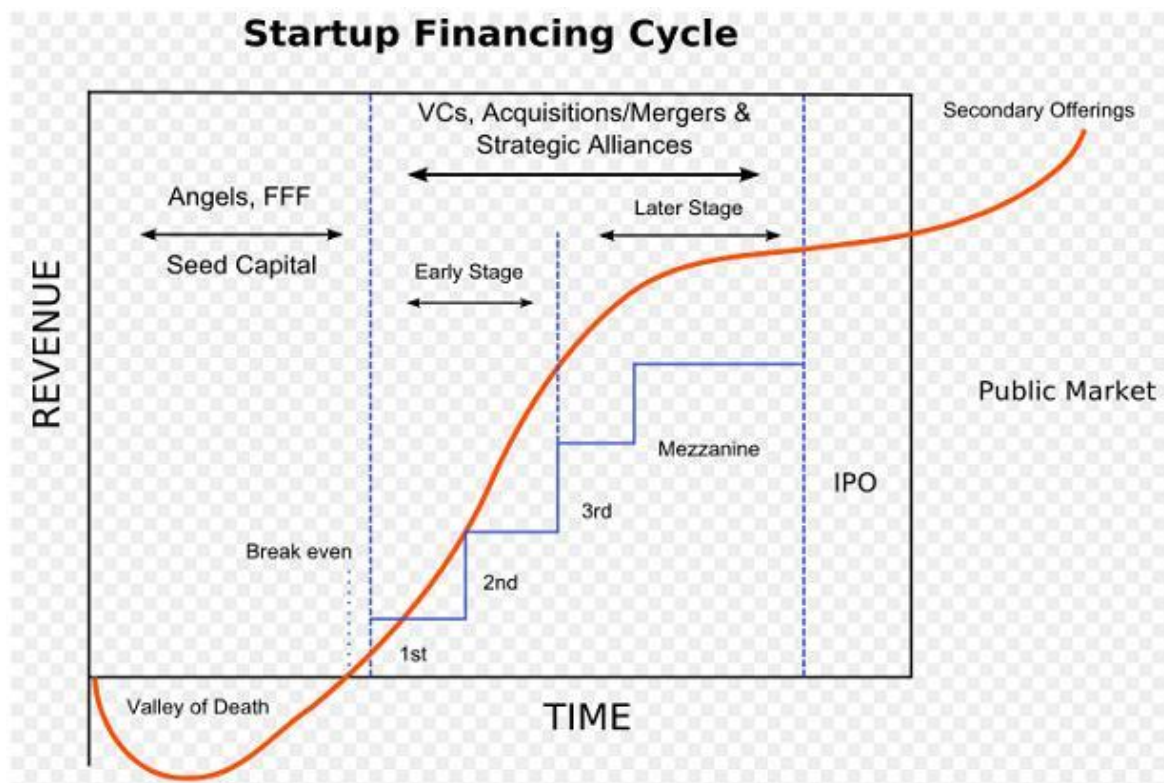 Startup Financing Cycle
VCs, Acquisitions/Mergers &
Strategic Alliances
Secondary Offerings
Angels, FFF
Seed Capital
Later Stage
Early Stage
REVENUE
Public Market
Mezzanine
IPO
3rd
Break even
2nd
1st
Valley of Death
TIME